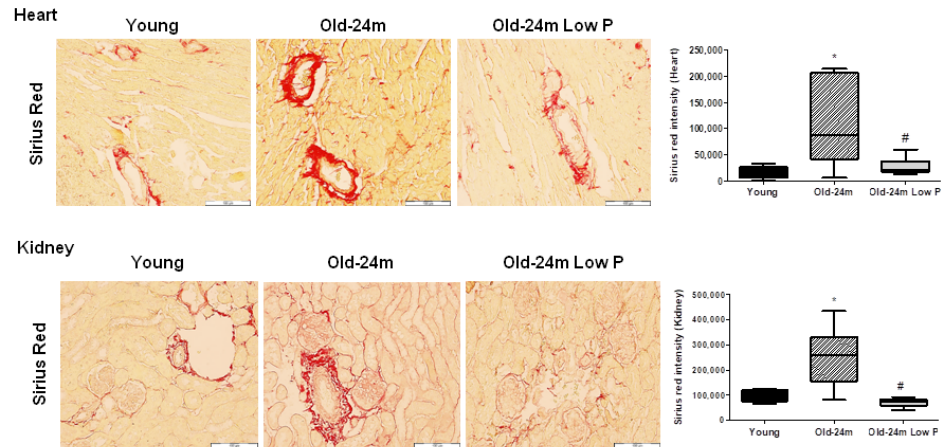 Heart
Young
Old-24m
Old-24m Low P
Sirius Red
Sirius red intensity (Heart)
250,000
200,000
150,000
100,000
50,000
0
*
#
Young
Old-24m
Old-24m Low P
Kidney
Young
Old-24m
Old-24m Low P
Sirius Red
Sirius red intensity (Kidney)
500,000
400,000
300,000
200,000
100,000
0
*
#
Young
Old-24m
Old-24m Low P